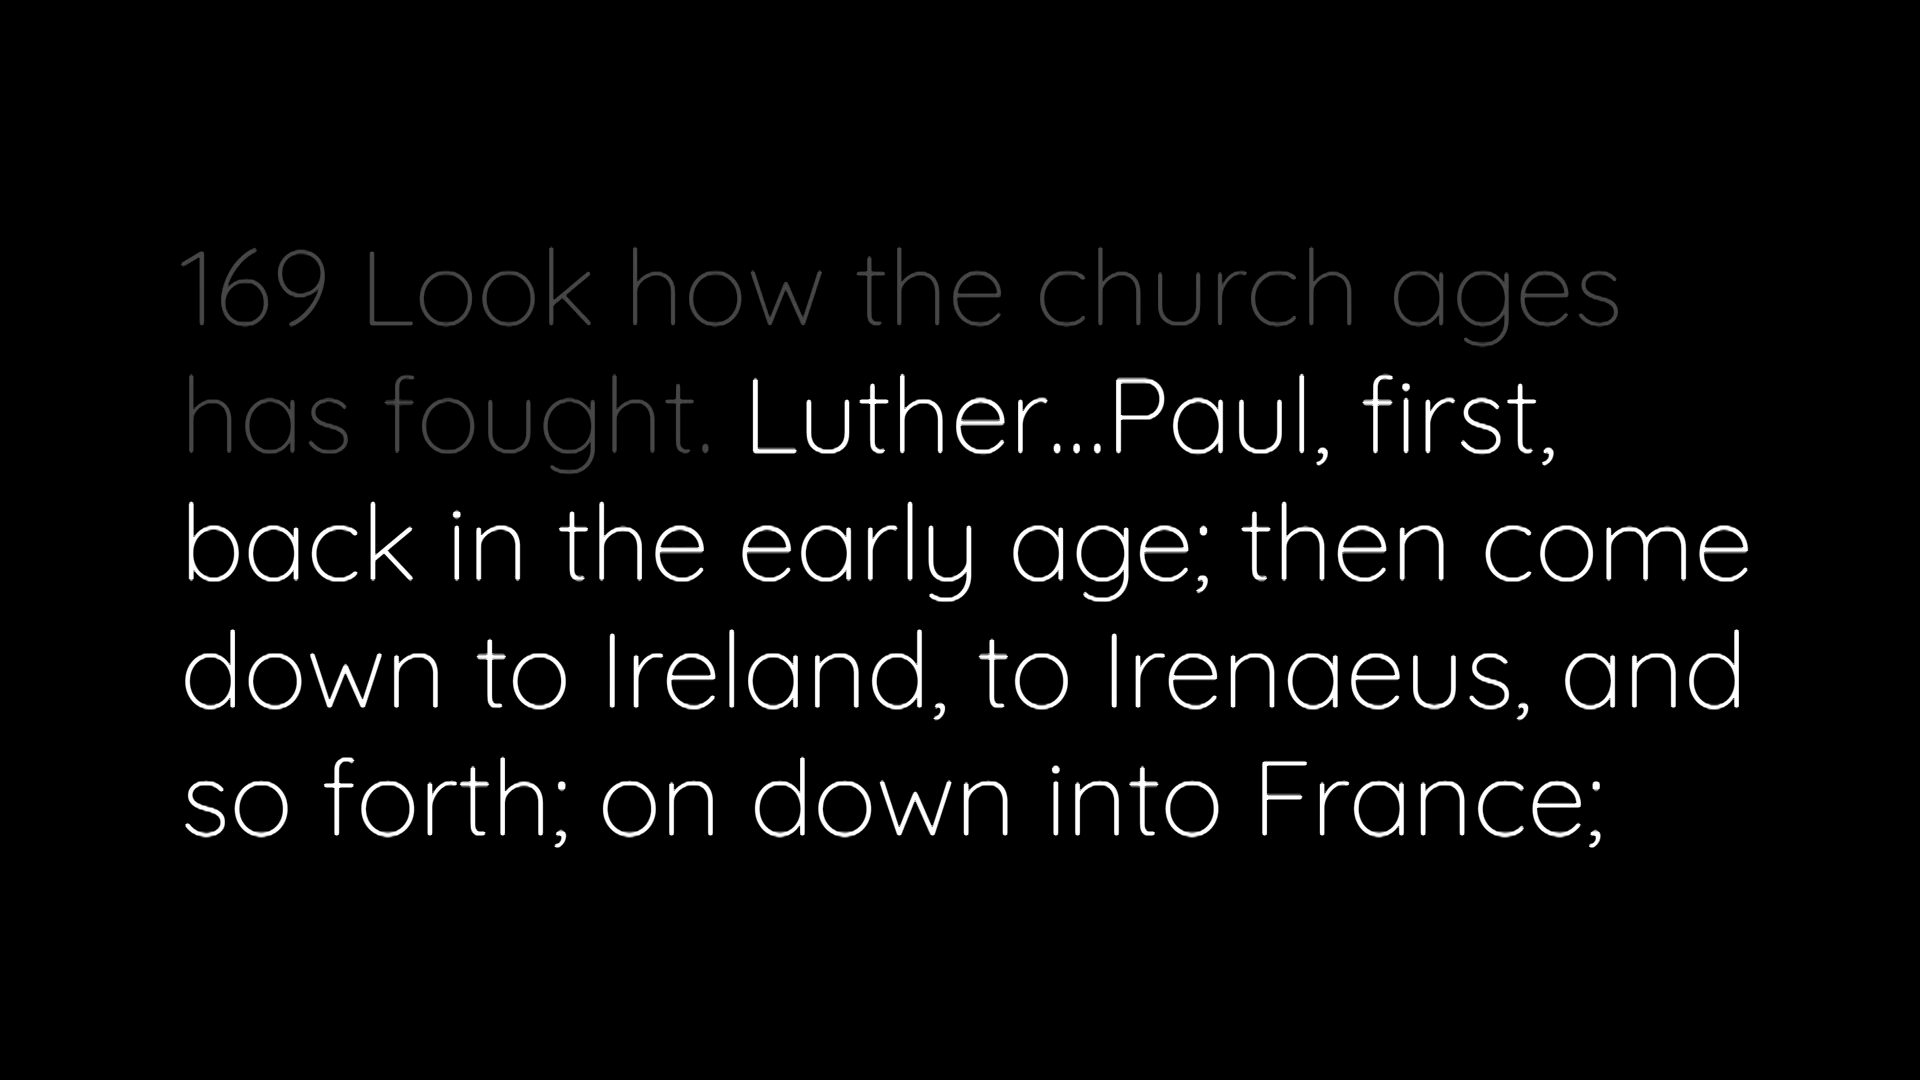 169 Look how the church ages
has fought. Luther...Paul, first,
back in the early age; then come
down to Ireland, to Irenaeus, and
so forth; on down into France;